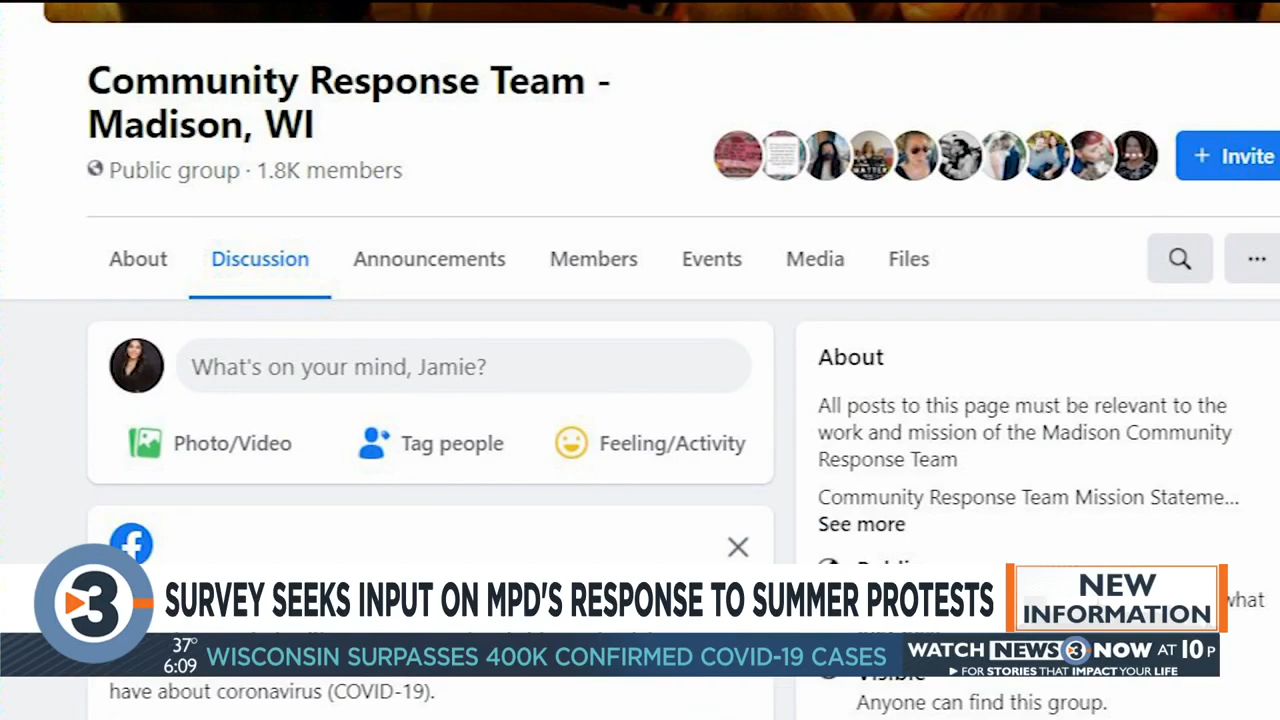 Community Response Team -
Madison, WI
Public group · 1.8K members
+ Invite
About
Discussion
Announcements
Members
Events
Media
Files
What's on your mind, Jamie?
Photo/Video
Tag people
Feeling/Activity
About
All posts to this page must be relevant to the
work and mission of the Madison Community
Response Team
Community Response Team Mission Stateme...
See more
3
SURVEY SEEKS INPUT ON MPD'S RESPONSE TO SUMMER PROTESTS
NEW
INFORMATION
what
37°
6:09
WISCONSIN SURPASSES 400K CONFIRMED COVID-19 CASES
WATCH NEWS 3 NOW AT 10P
FOR STORIES THAT IMPACT YOUR LIFE
have about coronavirus (COVID-19).
Visible
Anyone can find this group.